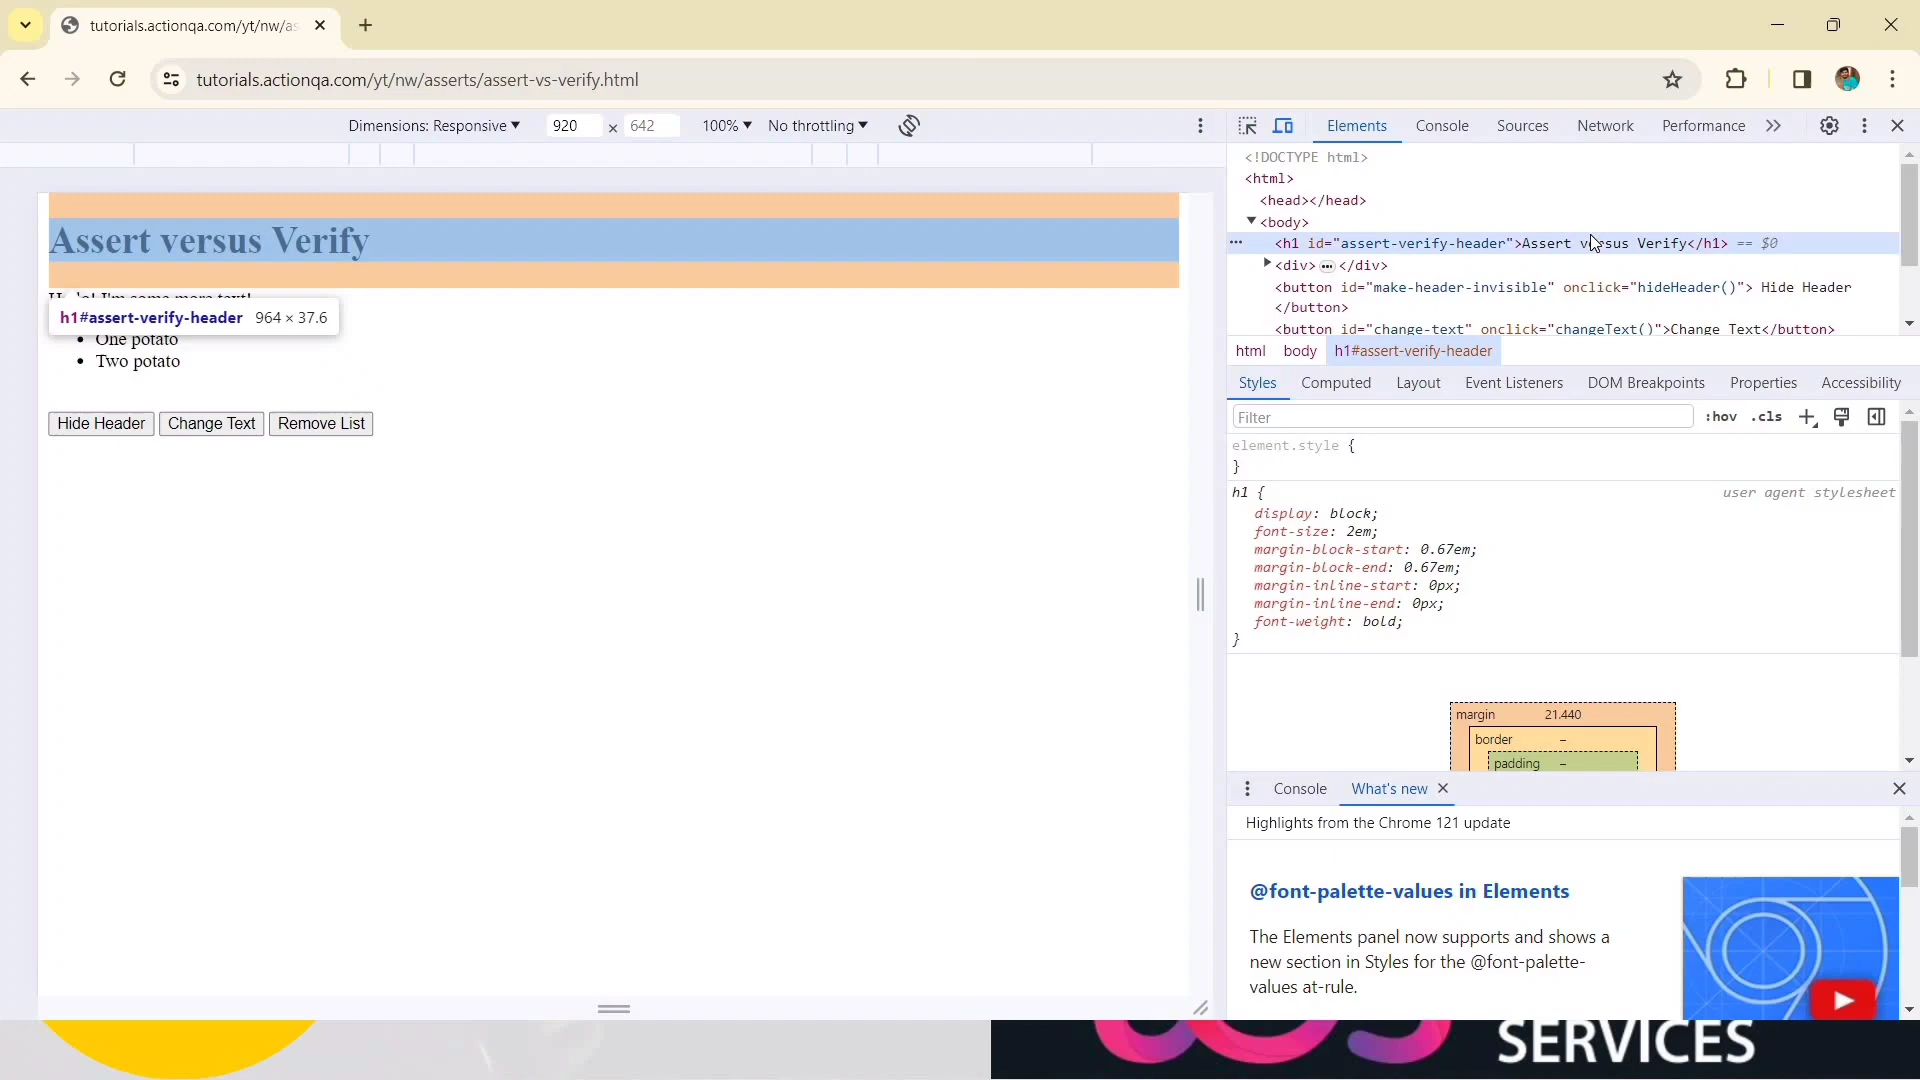 tutorials.actionqa.com/yt/nw/as
tutorials.actionqa.com/yt/nw/asserts/assert-vs-verify.html
Dimensions: Responsive 920 x 642 100% No throttling
Elements Console Sources Network Performance
<!DOCTYPE html>
<html>
<head></head>
<body>
<h1 id="assert-verify-header">Assert versus Verify</h1> == $0
<div> … </div>
<button id="make-header-invisible" onclick="hideHeader()"> Hide Header
</button>
<button id="change-text" onclick="changeText()">Change Text</button>
html body h1#assert-verify-header
Styles Computed Layout Event Listeners DOM Breakpoints Properties Accessibility
Filter :hov .cls
element.style {
}
h1 { user agent stylesheet
display: block;
font-size: 2em;
margin-block-start: 0.67em;
margin-block-end: 0.67em;
margin-inline-start: 0px;
margin-inline-end: 0px;
font-weight: bold;
}
margin 21.440
border –
padding –
Console What's new
Highlights from the Chrome 121 update
@font-palette-values in Elements
The Elements panel now supports and shows a
new section in Styles for the @font-palette-
values at-rule.
Assert versus Verify
I'm some more text!
h1#assert-verify-header 964 × 37.6
One potato
Two potato
Hide Header Change Text Remove List
SERVICES